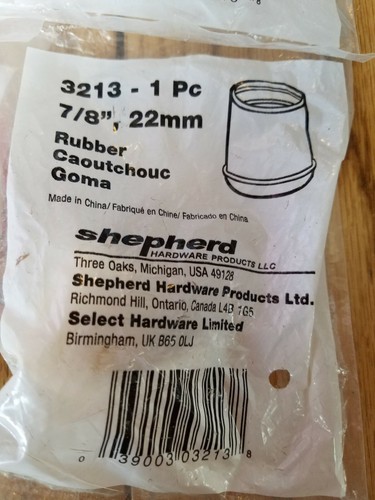 8
3213 - 1 Pc
7/8", 22mm
Rubber
Caoutchouc
Goma
Made in China/ Fabriqué en Chine/ Fabricado en China
shepherd
HARDWARE PRODUCTS LLC
Three Oaks, Michigan, USA 49128
Shepherd Hardware Products Ltd.
Richmond Hill, Ontario, Canada L4B 1G5
Select Hardware Limited
Birmingham, UK B65 0LJ
0 39003 03213 8